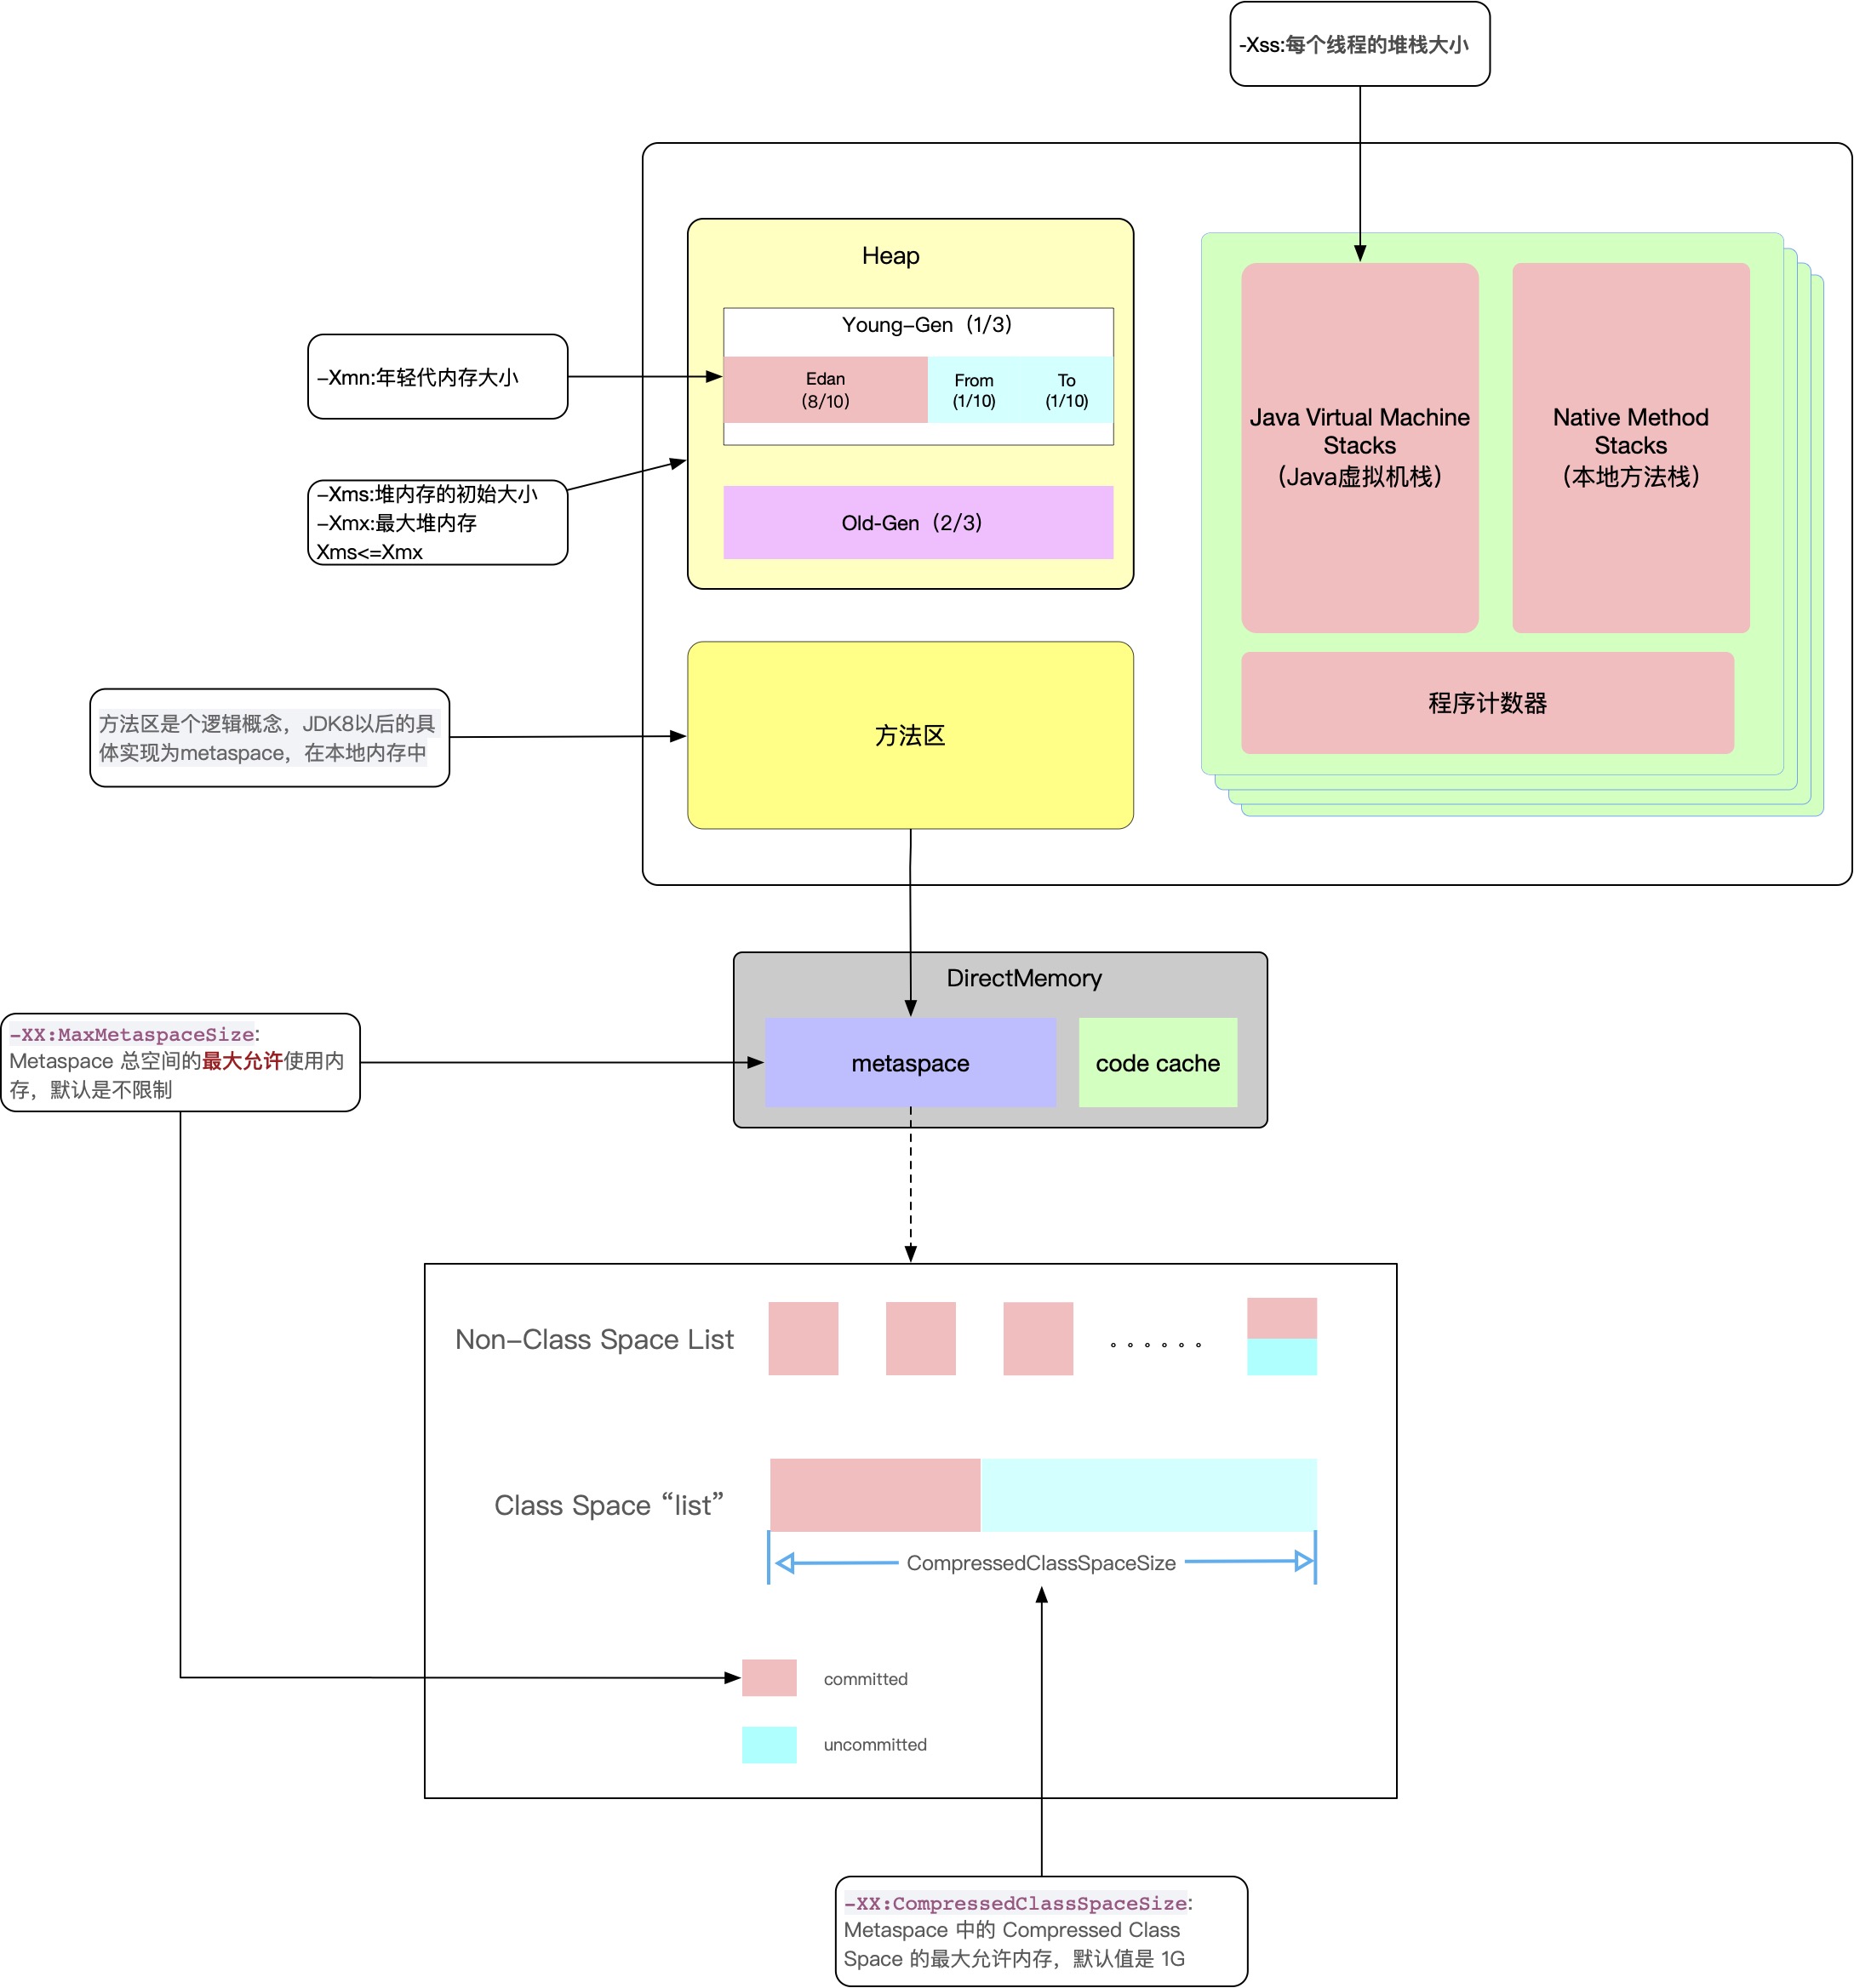 -Xss:每个线程的堆栈大小
Heap
Young-Gen（1/3）
Edan
(8/10)
From
(1/10)
To
(1/10)
Old-Gen（2/3）
-Xmn:年轻代内存大小
-Xms:堆内存的初始大小
-Xmx:最大堆内存
Xms<=Xmx
Java Virtual Machine
Stacks
（Java虚拟机栈）
Native Method
Stacks
（本地方法栈）
程序计数器
方法区是个逻辑概念，JDK8以后的具
体实现为metaspace，在本地内存中
方法区
DirectMemory
metaspace
code cache
-XX:MaxMetaspaceSize:
Metaspace 总空间的最大允许使用内
存，默认是不限制
Non-Class Space List
。。。。。。
Class Space “list”
CompressedClassSpaceSize
committed
uncommitted
-XX:CompressedClassSpaceSize:
Metaspace 中的 Compressed Class
Space 的最大允许内存，默认值是 1G